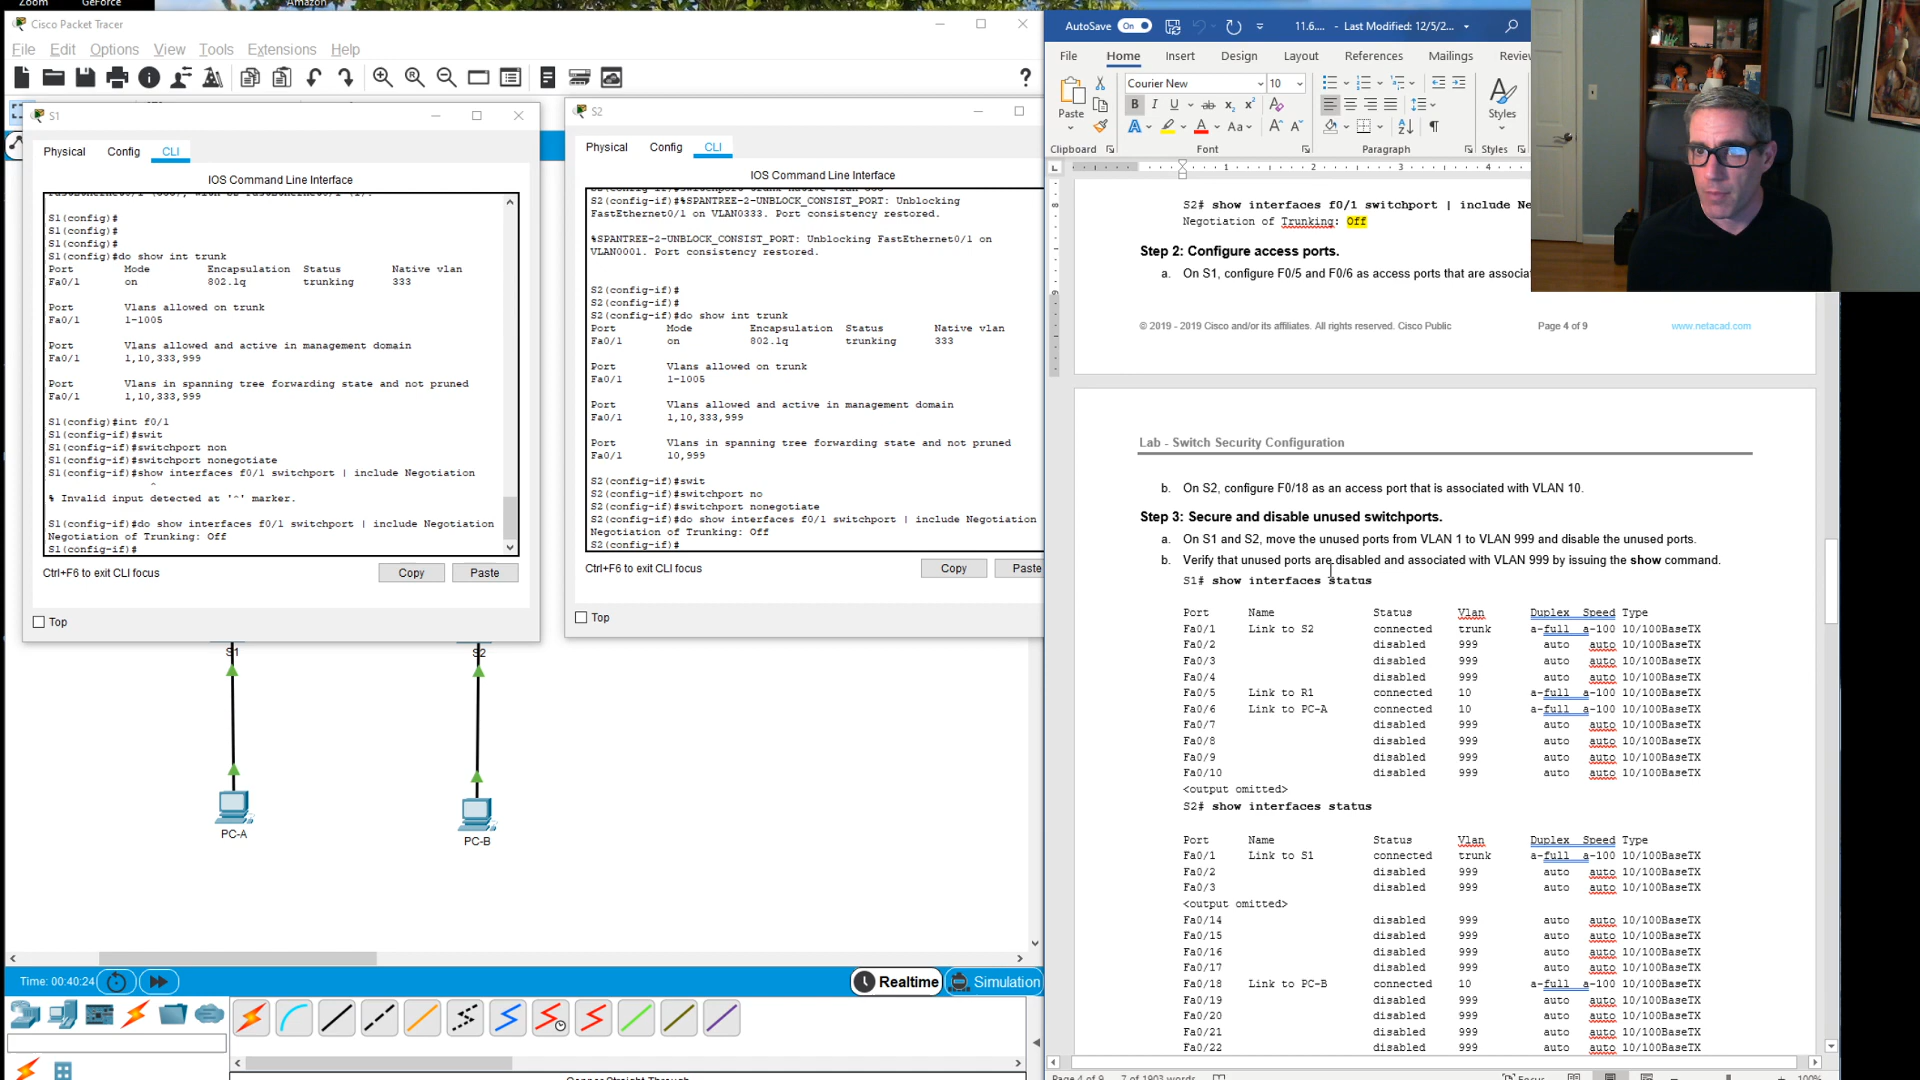 Zoom
GeForce
Amazon
Cisco Packet Tracer
File Edit Options View Tools Extensions Help
?
S1
Physical Config CLI
IOS Command Line Interface
S1(config)#
S1(config)#
S1(config)#
S1(config)#do show int trunk
Port Mode Encapsulation Status Native vlan
Fa0/1 on 802.1q trunking 333
Port Vlans allowed on trunk
Fa0/1 1-1005
Port Vlans allowed and active in management domain
Fa0/1 1,10,333,999
Port Vlans in spanning tree forwarding state and not pruned
Fa0/1 1,10,333,999
S1(config)#int f0/1
S1(config-if)#swit
S1(config-if)#switchport non
S1(config-if)#switchport nonegotiate
S1(config-if)#show interfaces f0/1 switchport | include Negotiation
^
% Invalid input detected at '^' marker.
S1(config-if)#do show interfaces f0/1 switchport | include Negotiation
Negotiation of Trunking: Off
S1(config-if)#
Ctrl+F6 to exit CLI focus
Copy Paste
Top
S2
Physical Config CLI
IOS Command Line Interface
S2(config-if)#%SPANTREE-2-UNBLOCK_CONSIST_PORT: Unblocking
FastEthernet0/1 on VLAN0333. Port consistency restored.
%SPANTREE-2-UNBLOCK_CONSIST_PORT: Unblocking FastEthernet0/1 on
VLAN0001. Port consistency restored.
S2(config-if)#
S2(config-if)#
S2(config-if)#do show int trunk
Port Mode Encapsulation Status Native vlan
Fa0/1 on 802.1q trunking 333
Port Vlans allowed on trunk
Fa0/1 1-1005
Port Vlans allowed and active in management domain
Fa0/1 1,10,333,999
Port Vlans in spanning tree forwarding state and not pruned
Fa0/1 10,999
S2(config-if)#swit
S2(config-if)#switchport no
S2(config-if)#switchport nonegotiate
S2(config-if)#do show interfaces f0/1 switchport | include Negotiation
Negotiation of Trunking: Off
S2(config-if)#
Ctrl+F6 to exit CLI focus
Copy Paste
Top
S1
S2
PC-A
PC-B
Time: 00:40:24
Realtime Simulation
Copper Straight-Through
AutoSave On 11.6.... - Last Modified: 12/5/2...
File Home Insert Design Layout References Mailings Review
Courier New 10
Paste
Styles
Clipboard Font Paragraph Styles
S2# show interfaces f0/1 switchport | include Ne
Negotiation of Trunking: Off
Step 2: Configure access ports.
a. On S1, configure F0/5 and F0/6 as access ports that are associa
© 2019 - 2019 Cisco and/or its affiliates. All rights reserved. Cisco Public Page 4 of 9 www.netacad.com
Lab - Switch Security Configuration
b. On S2, configure F0/18 as an access port that is associated with VLAN 10.
Step 3: Secure and disable unused switchports.
a. On S1 and S2, move the unused ports from VLAN 1 to VLAN 999 and disable the unused ports.
b. Verify that unused ports are disabled and associated with VLAN 999 by issuing the show command.
S1# show interfaces status
Port Name Status Vlan Duplex Speed Type
Fa0/1 Link to S2 connected trunk a-full a-100 10/100BaseTX
Fa0/2 disabled 999 auto auto 10/100BaseTX
Fa0/3 disabled 999 auto auto 10/100BaseTX
Fa0/4 disabled 999 auto auto 10/100BaseTX
Fa0/5 Link to R1 connected 10 a-full a-100 10/100BaseTX
Fa0/6 Link to PC-A connected 10 a-full a-100 10/100BaseTX
Fa0/7 disabled 999 auto auto 10/100BaseTX
Fa0/8 disabled 999 auto auto 10/100BaseTX
Fa0/9 disabled 999 auto auto 10/100BaseTX
Fa0/10 disabled 999 auto auto 10/100BaseTX
<output omitted>
S2# show interfaces status
Port Name Status Vlan Duplex Speed Type
Fa0/1 Link to S1 connected trunk a-full a-100 10/100BaseTX
Fa0/2 disabled 999 auto auto 10/100BaseTX
Fa0/3 disabled 999 auto auto 10/100BaseTX
<output omitted>
Fa0/14 disabled 999 auto auto 10/100BaseTX
Fa0/15 disabled 999 auto auto 10/100BaseTX
Fa0/16 disabled 999 auto auto 10/100BaseTX
Fa0/17 disabled 999 auto auto 10/100BaseTX
Fa0/18 Link to PC-B connected 10 a-full a-100 10/100BaseTX
Fa0/19 disabled 999 auto auto 10/100BaseTX
Fa0/20 disabled 999 auto auto 10/100BaseTX
Fa0/21 disabled 999 auto auto 10/100BaseTX
Fa0/22 disabled 999 auto auto 10/100BaseTX
Page 4 of 9 7 of 1903 words Focus 100%